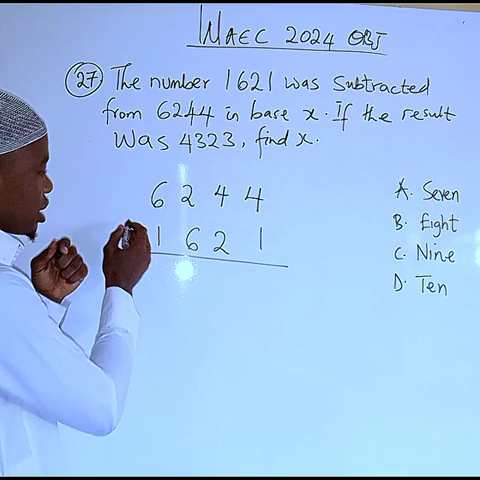 WAEC 2024 OBJ
27 The number 1621 was subtracted
from 6244 in base x. If the result
was 4323, find x.
6 2 4 4
1 6 2 1
A. Seven
B. Eight
C. Nine
D. Ten